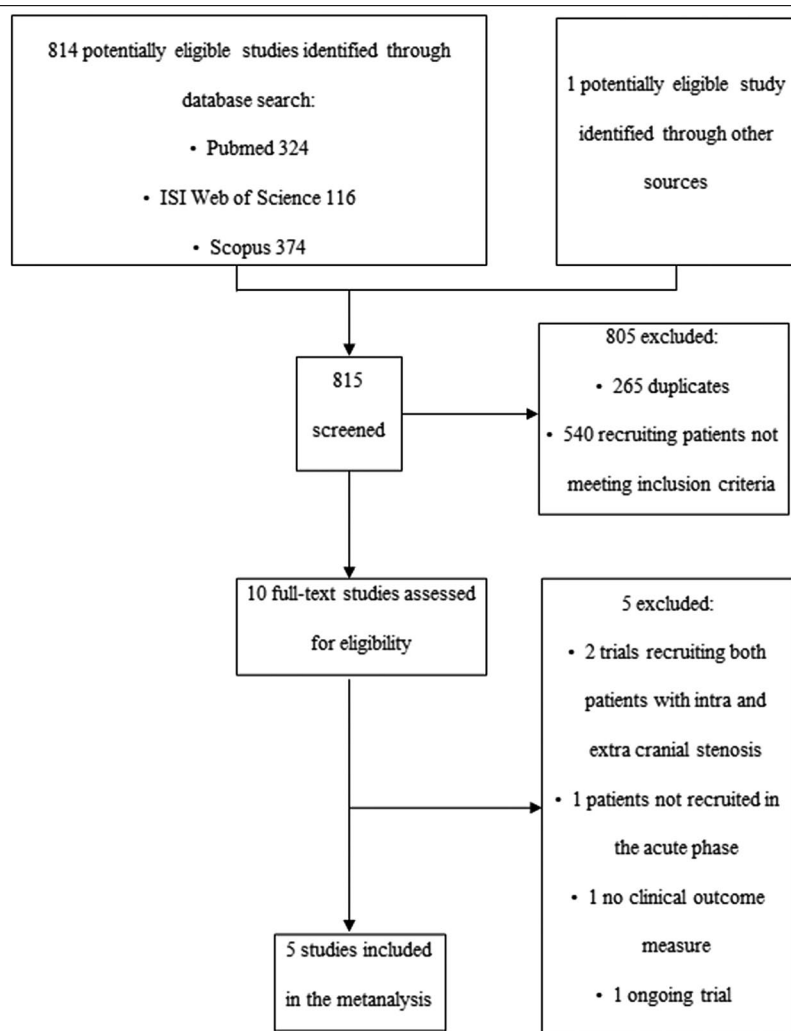 814 potentially eligible studies identified through
database search:
• Pubmed 324
• ISI Web of Science 116
• Scopus 374
1 potentially eligible study
identified through other
sources
815
screened
805 excluded:
• 265 duplicates
• 540 recruiting patients not
meeting inclusion criteria
10 full-text studies assessed
for eligibility
5 excluded:
• 2 trials recruiting both
patients with intra and
extra cranial stenosis
• 1 patients not recruited in
the acute phase
• 1 no clinical outcome
measure
• 1 ongoing trial
5 studies included
in the metanalysis